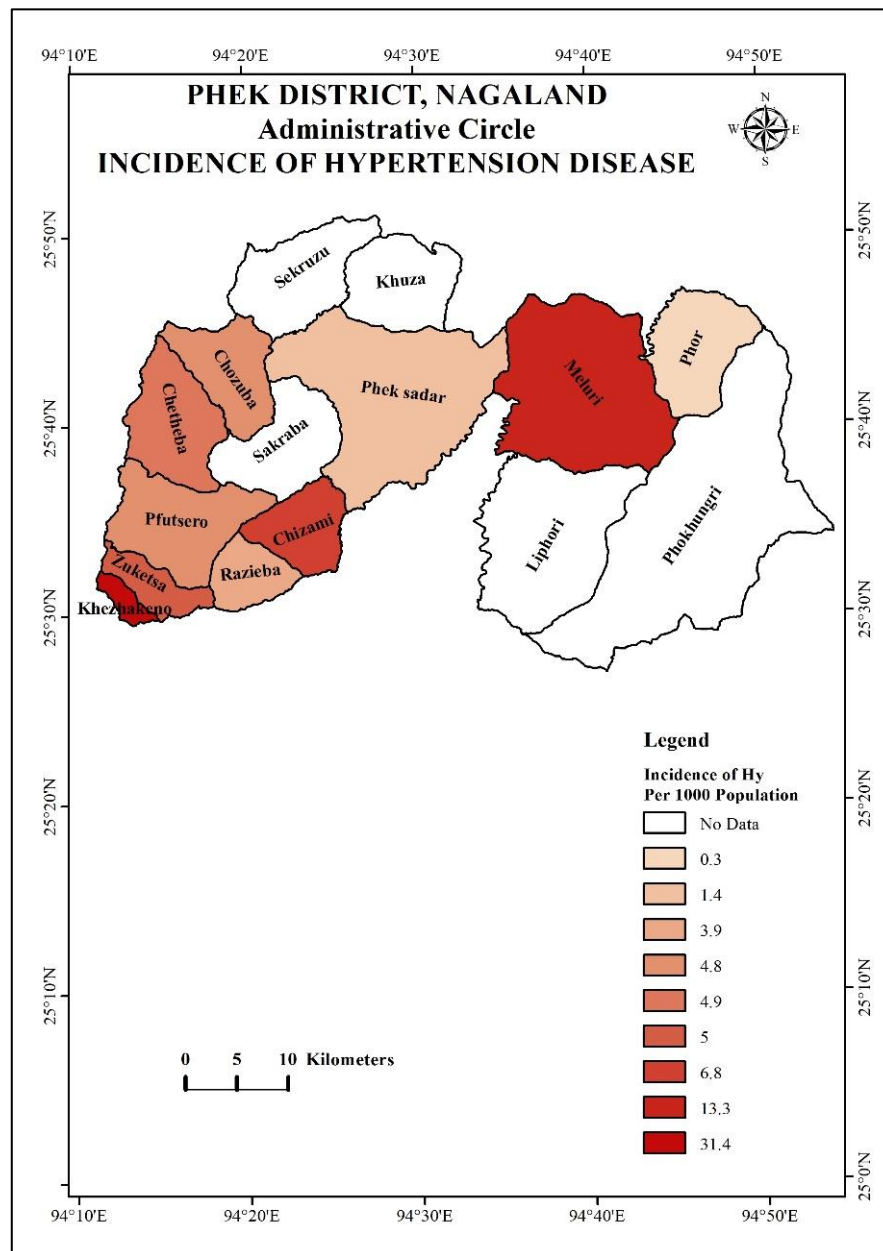 94°10'E 94°20'E 94°30'E 94°40'E 94°50'E
PHEK DISTRICT, NAGALAND
Administrative Circle
INCIDENCE OF HYPERTENSION DISEASE
N
W E
S
25°50'N
25°50'N
Sekruzu
Khuza
Chozuba
Phek sadar
Meluri
Phor
Chetheba
Sakraba
25°40'N
25°40'N
Pfutsero
Chizami
Liphori
Phokhungri
Zuketsa
Razieba
Khezhakeno
25°30'N
25°30'N
Legend
Incidence of Hy
Per 1000 Population
No Data
0.3
1.4
3.9
4.8
4.9
5
6.8
13.3
31.4
25°20'N
25°20'N
25°10'N
25°10'N
0 5 10 Kilometers
25°0'N
94°10'E 94°20'E 94°30'E 94°40'E 94°50'E